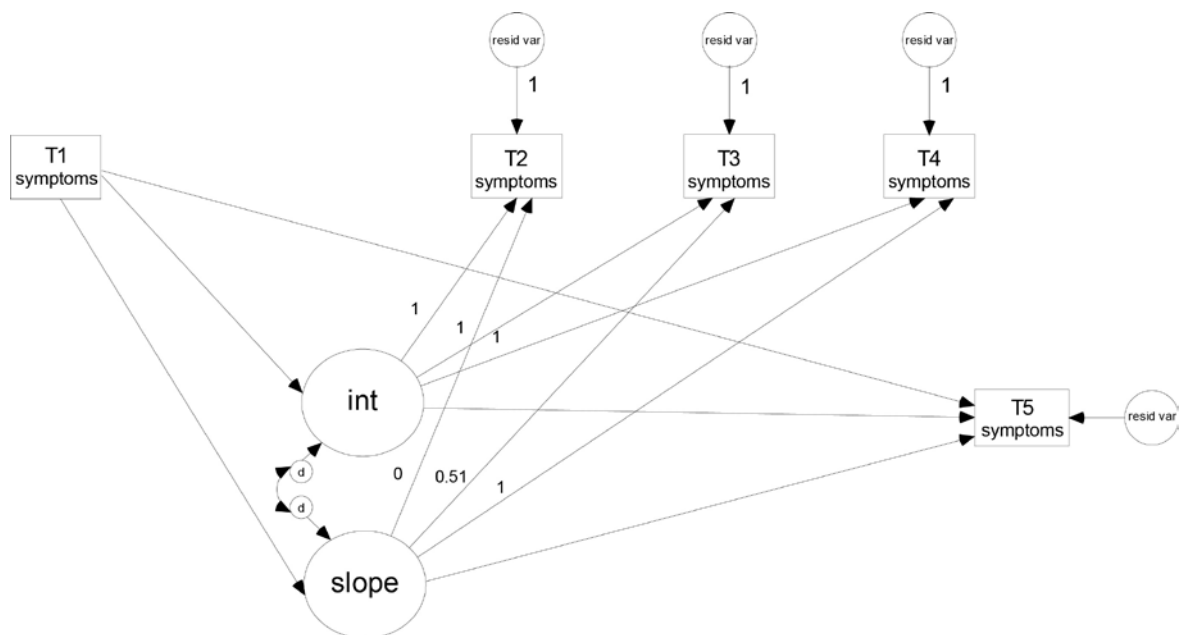 resid var
resid var
resid var
1
1
1
T1
symptoms
T2
symptoms
T3
symptoms
T4
symptoms
1
1
1
int
T5
symptoms
resid var
d
0
0.51
1
d
slope